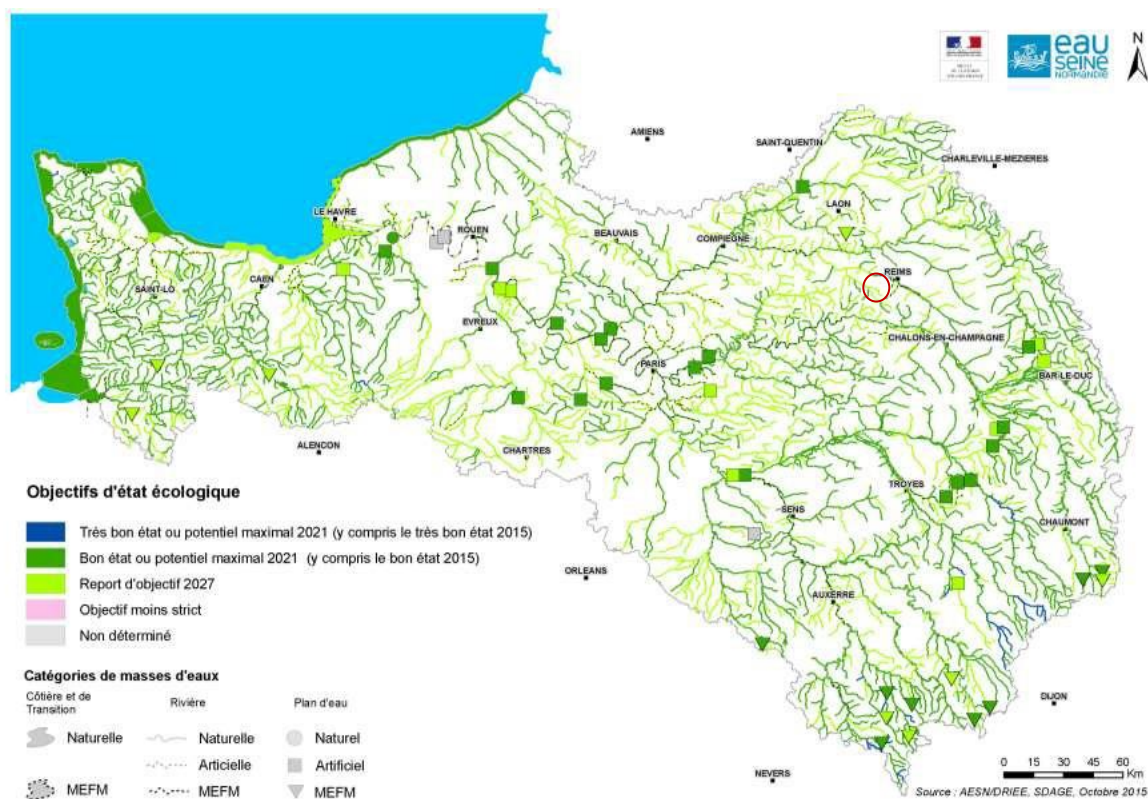 eau
SEINE
NORMANDIE
N
AMIENS
SAINT-QUENTIN
CHARLEVILLE-MEZIERES
LAON
LE HAVRE
ROUEN
BEAUVAIS
COMPIEGNE
REIMS
CAEN
SAINT-LO
EVREUX
CHALONS-EN-CHAMPAGNE
PARIS
BAR-LE-DUC
ALENCON
CHARTRES
TROYES
SENS
CHAUMONT
ORLEANS
AUXERRE
DIJON
NEVERS
Objectifs d'état écologique
Très bon état ou potentiel maximal 2021 (y compris le très bon état 2015)
Bon état ou potentiel maximal 2021 (y compris le bon état 2015)
Report d'objectif 2027
Objectif moins strict
Non déterminé
Catégories de masses d'eaux
Côtière et de
Transition
Rivière
Plan d'eau
Naturelle
Naturelle
Naturel
Articielle
Artificiel
MEFM
MEFM
MEFM
0 15 30 45 60
Km
Source : AESN/DRIEE, SDAGE, Octobre 2015